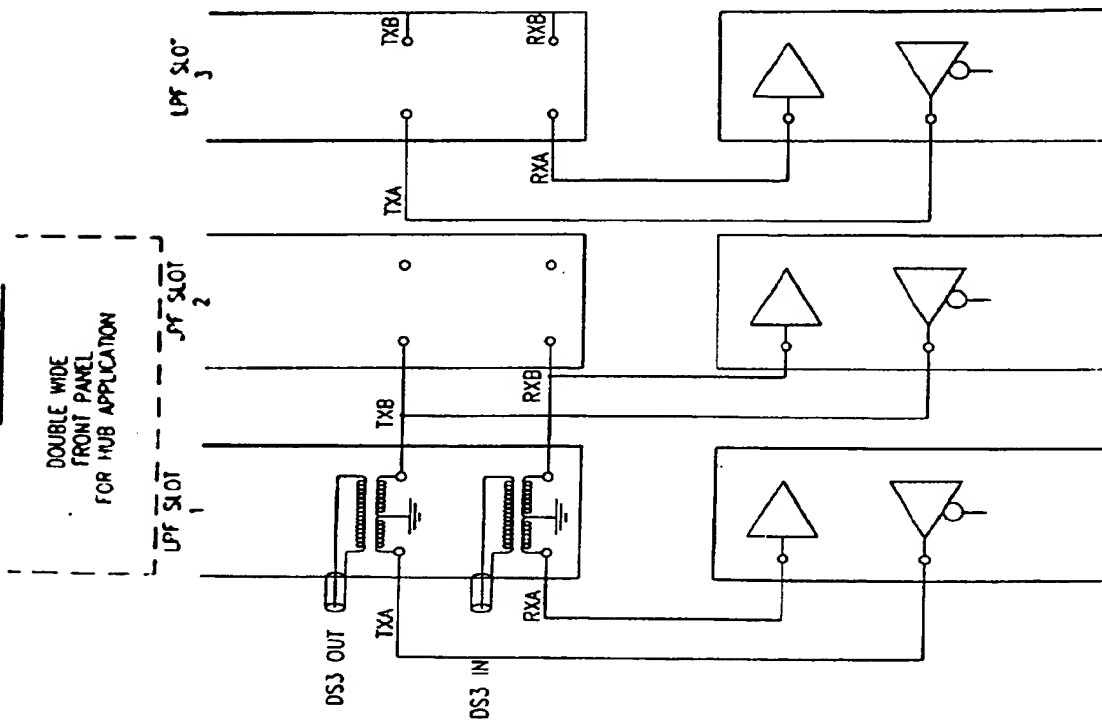 DOUBLE WIDE
FRONT PANEL
FOR HUB APPLICATION
LPF SLOT
1
LPF SLOT
2
LPF SLOT
3
DS3 OUT
TXA
DS3 IN
RXA
TXB
RXB
TXA
RXA
TXB
RXB